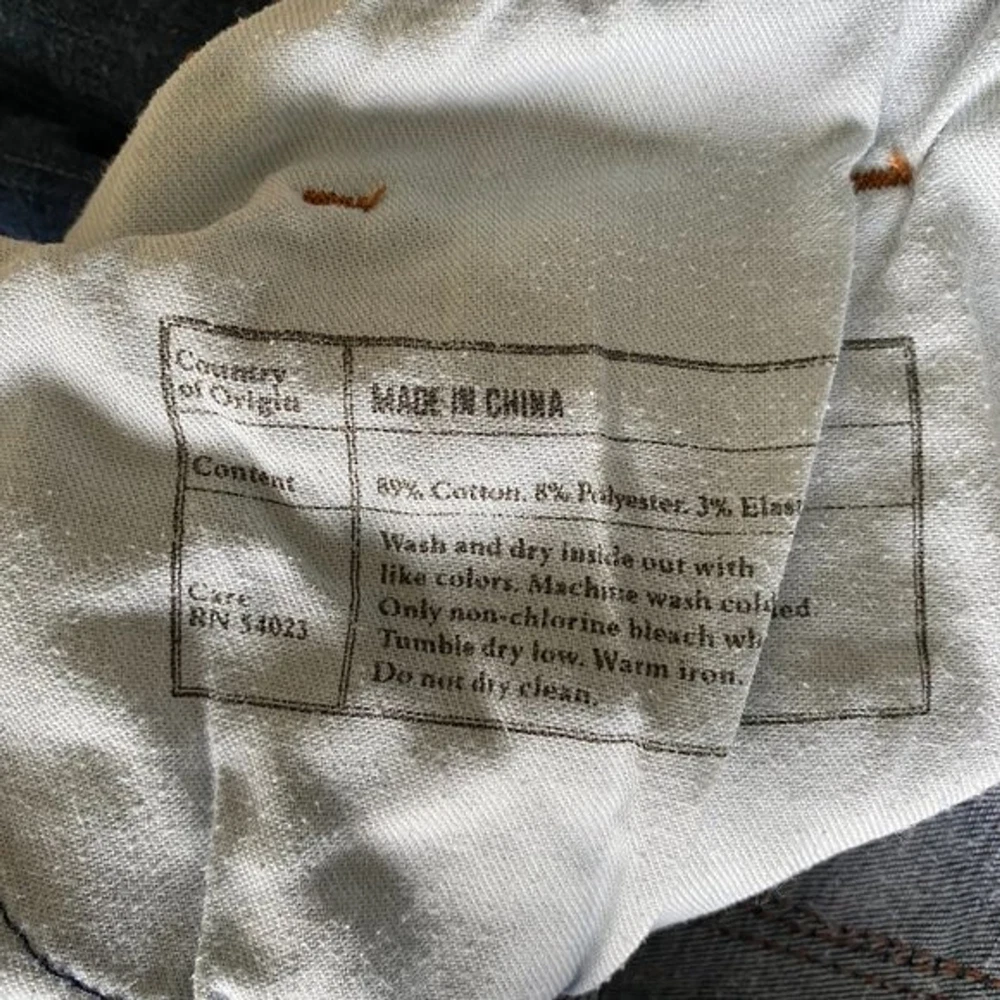 Country
of Origin
MADE IN CHINA
Content
89% Cotton, 8% Polyester, 3% Elas
Care
RN 54023
Wash and dry inside out with
like colors. Machine wash
Only non-chlorine bleach
Tumble dry low. Warm iron.
Do not dry clean.